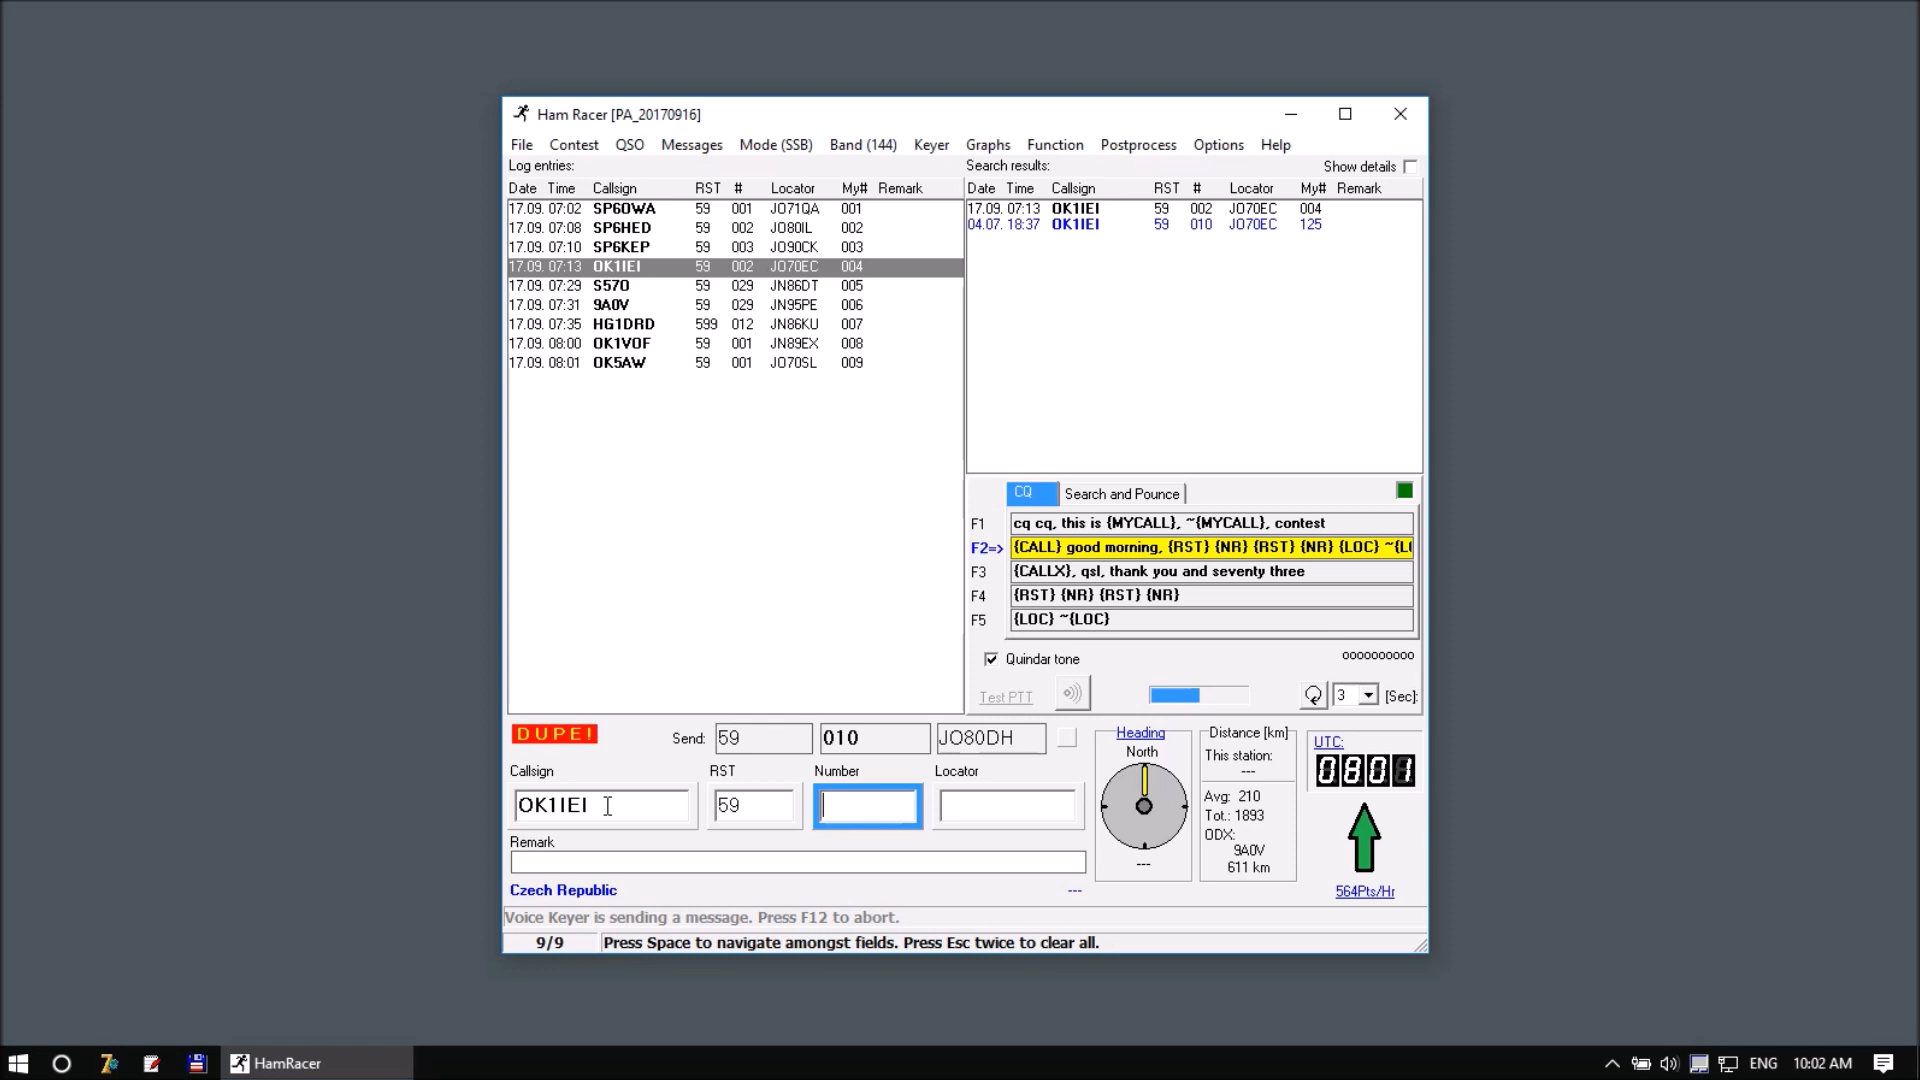 Ham Racer [PA_20170916]
File Contest QSO Messages Mode (SSB) Band (144) Keyer Graphs Function Postprocess Options Help
Log entries:
Date Time Callsign RST # Locator My# Remark
17.09. 07:02 SP6OWA 59 001 JO71QA 001
17.09. 07:08 SP6HED 59 002 JO80IL 002
17.09. 07:10 SP6KEP 59 003 JO90CK 003
17.09. 07:13 OK1IEI 59 002 JO70EC 004
17.09. 07:29 S57O 59 029 JN86DT 005
17.09. 07:31 9A0V 59 029 JN95PE 006
17.09. 07:35 HG1DRD 599 012 JN86KU 007
17.09. 08:00 OK1VOF 59 001 JN89EX 008
17.09. 08:01 OK5AW 59 001 JO70SL 009
Search results:
Show details
Date Time Callsign RST # Locator My# Remark
17.09. 07:13 OK1IEI 59 002 JO70EC 004
04.07. 18:37 OK1IEI 59 010 JO70EC 125
CQ Search and Pounce
F1 cq cq, this is {MYCALL}, ~{MYCALL}, contest
F2=> {CALL} good morning, {RST} {NR} {RST} {NR} {LOC} ~{L
F3 {CALLX}, qsl, thank you and seventy three
F4 {RST} {NR} {RST} {NR}
F5 {LOC} ~{LOC}
Quindar tone
oooooooooo
Test PTT
3 [Sec]:
DUPE!
Send: 59 010 JO80DH
Callsign RST Number Locator
OK1IEI 59
Remark
Czech Republic ---
Heading
North
---
Distance [km]
This station:
---
Avg: 210
Tot.: 1893
ODX:
9A0V
611 km
UTC:
0801
564Pts/Hr
Voice Keyer is sending a message. Press F12 to abort.
9/9 Press Space to navigate amongst fields. Press Esc twice to clear all.
HamRacer
ENG 10:02 AM